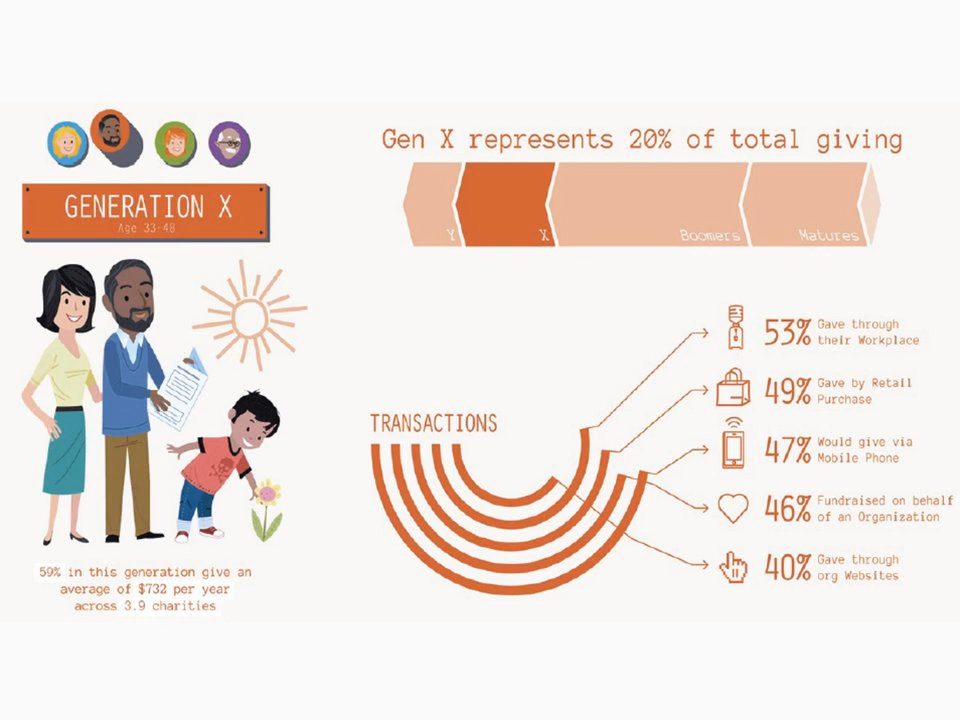 GENERATION X
Age 33-48
59% in this generation give an
average of $732 per year
across 3.9 charities
Gen X represents 20% of total giving
Y
X
Boomers
Matures
TRANSACTIONS
53% Gave through
their Workplace
49% Gave by Retail
Purchase
47% Would give via
Mobile Phone
46% Fundraised on behalf
of an Organization
40% Gave through
org Websites